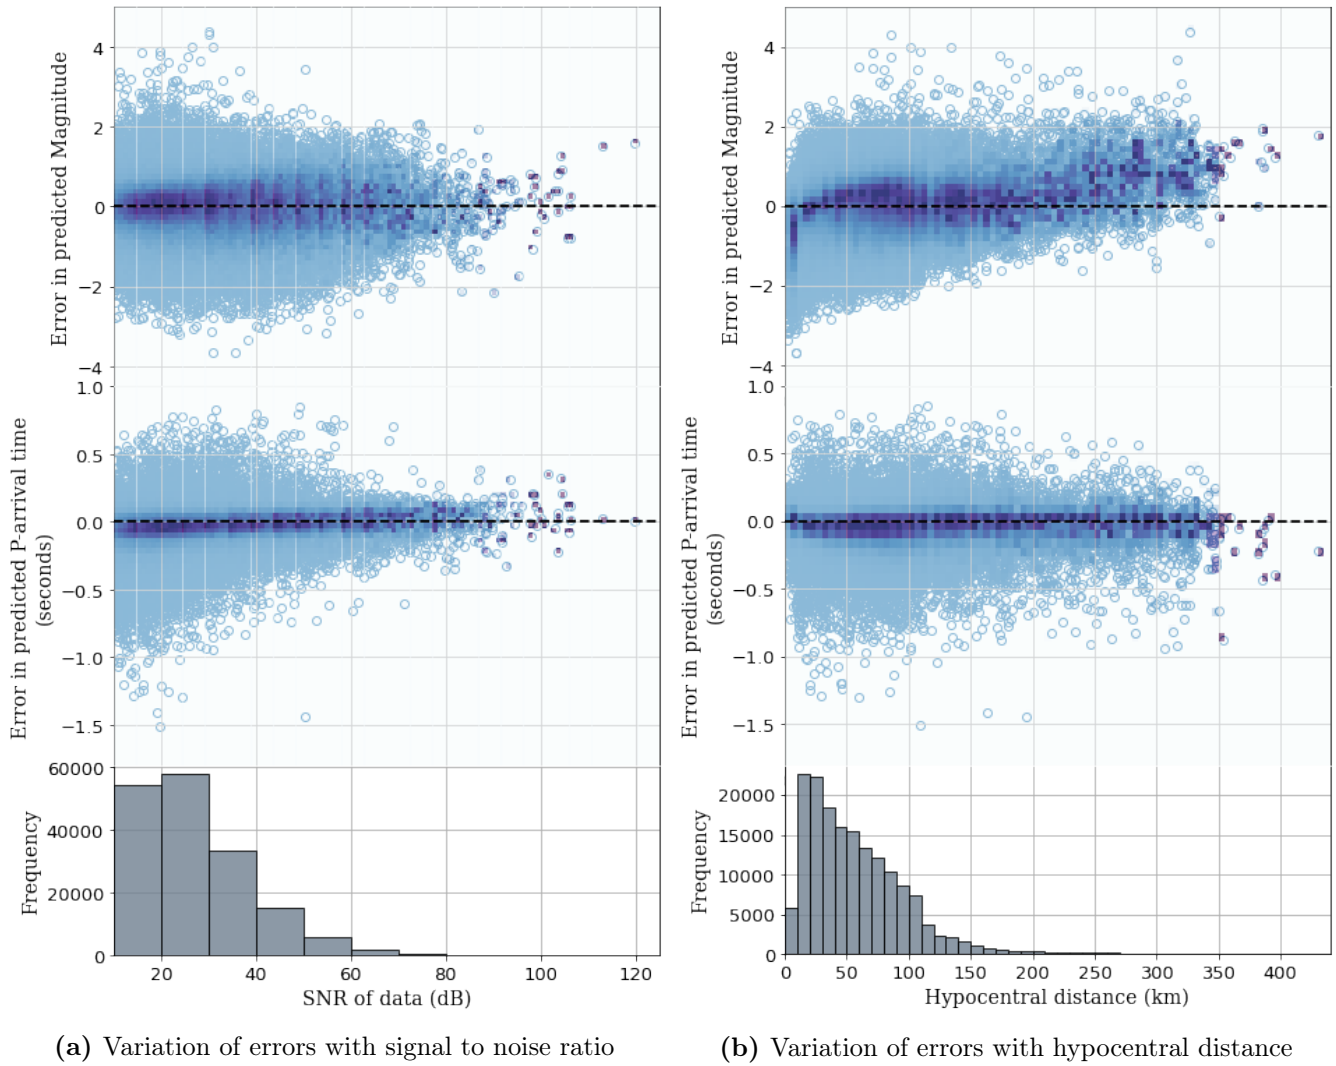 4
2
0
−2
−4
Error in predicted Magnitude
1.0
0.5
0.0
−0.5
−1.0
−1.5
Error in predicted P-arrival time
(seconds)
60000
40000
20000
0
Frequency
20 40 60 80 100 120
SNR of data (dB)
(a) Variation of errors with signal to noise ratio
4
2
0
−2
−4
Error in predicted Magnitude
1.0
0.5
0.0
−0.5
−1.0
−1.5
Error in predicted P-arrival time
(seconds)
20000
15000
10000
5000
0
Frequency
0 50 100 150 200 250 300 350 400
Hypocentral distance (km)
(b) Variation of errors with hypocentral distance